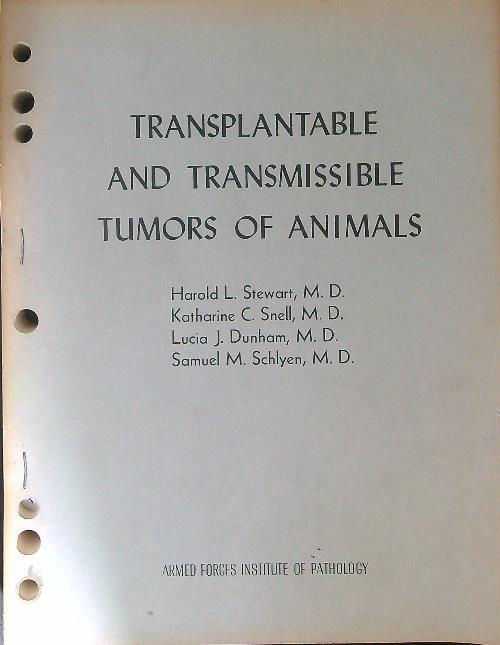 TRANSPLANTABLE
AND TRANSMISSIBLE
TUMORS OF ANIMALS
Harold L. Stewart, M. D.
Katharine C. Snell, M. D.
Lucia J. Dunham, M. D.
Samuel M. Schlyen, M. D.
ARMED FORCES INSTITUTE OF PATHOLOGY